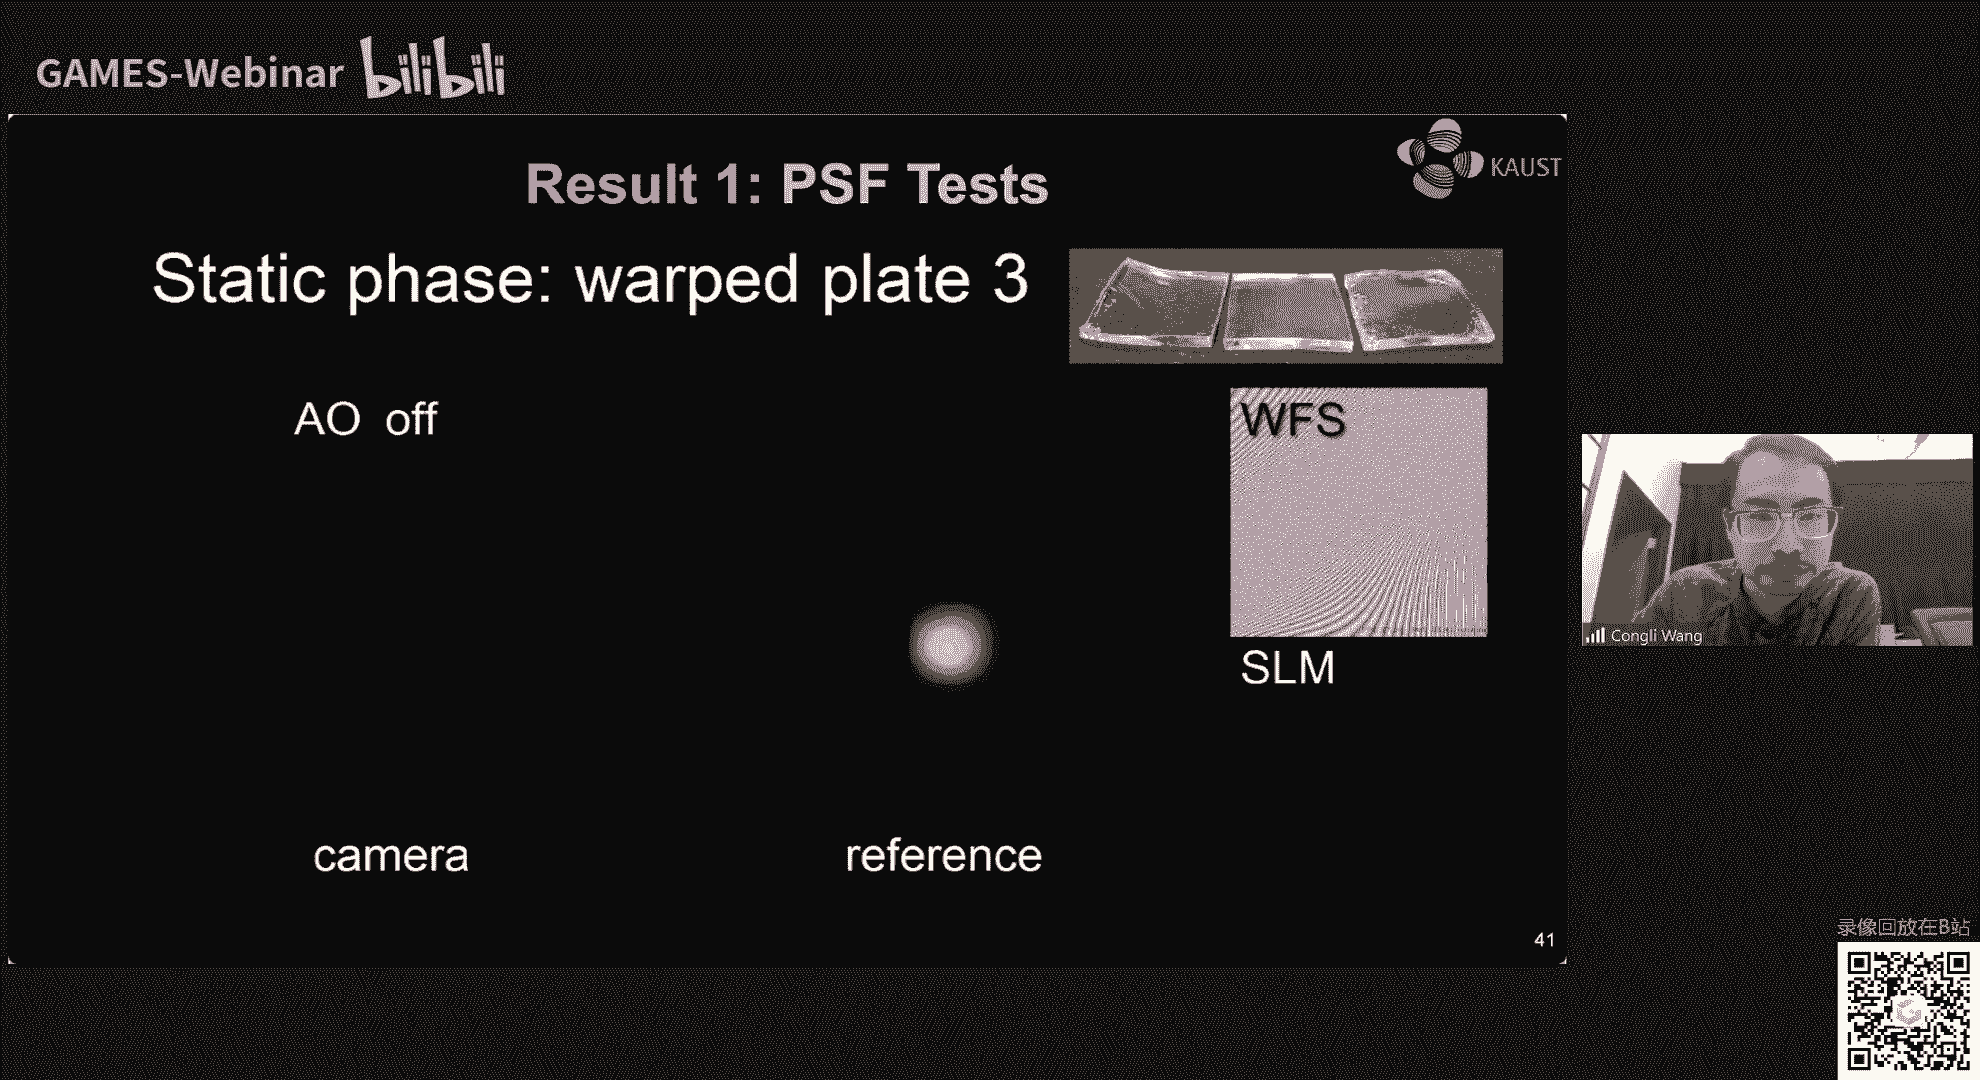 GAMES-Webinar bilibili
KAUST
Result 1: PSF Tests
Static phase: warped plate 3
AO off
WFS
SLM
camera
reference
41
Congli Wang
录像回放在B站